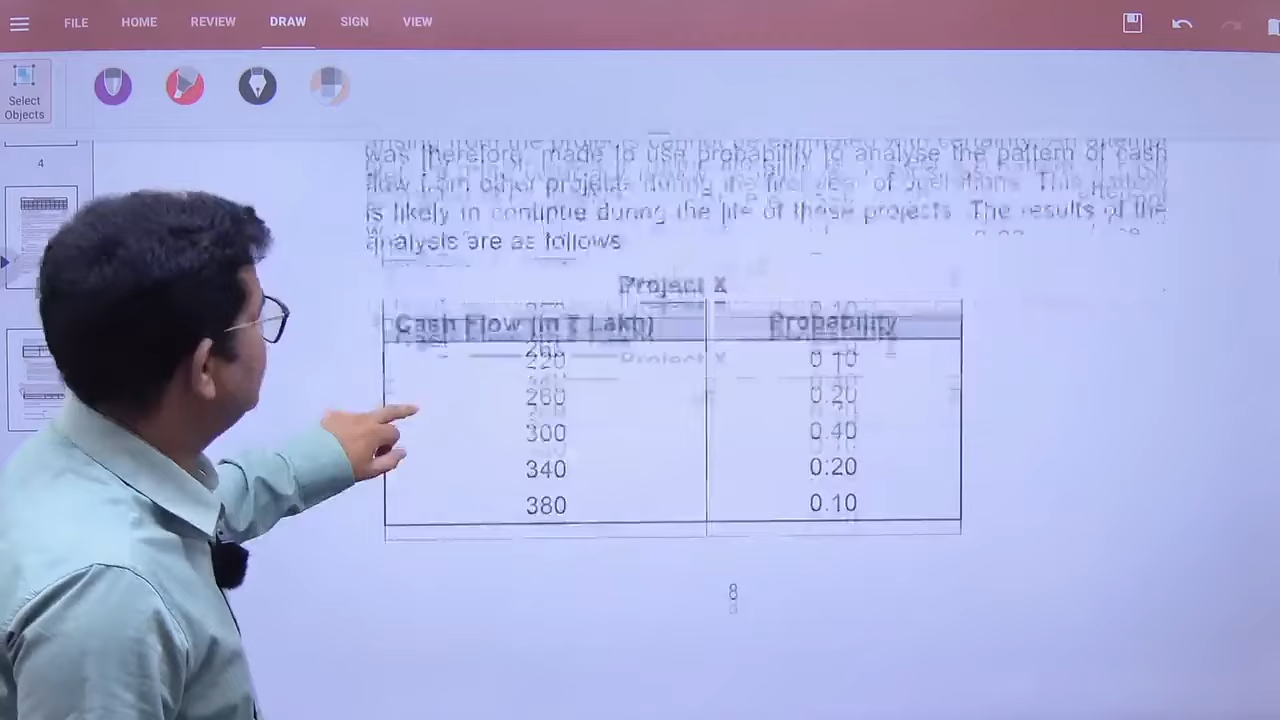 FILE HOME REVIEW DRAW SIGN VIEW
Select
Objects
4
was therefore, made to use probability to analyse the pattern of cash
flow from other projects during the first year of operations. This pattern
is likely to continue during the life of these projects. The results of the
analysis are as follows
Project X
Cash Flow (in ₹ Lakh) Probability
220 0.10
260 0.20
300 0.40
340 0.20
380 0.10
8